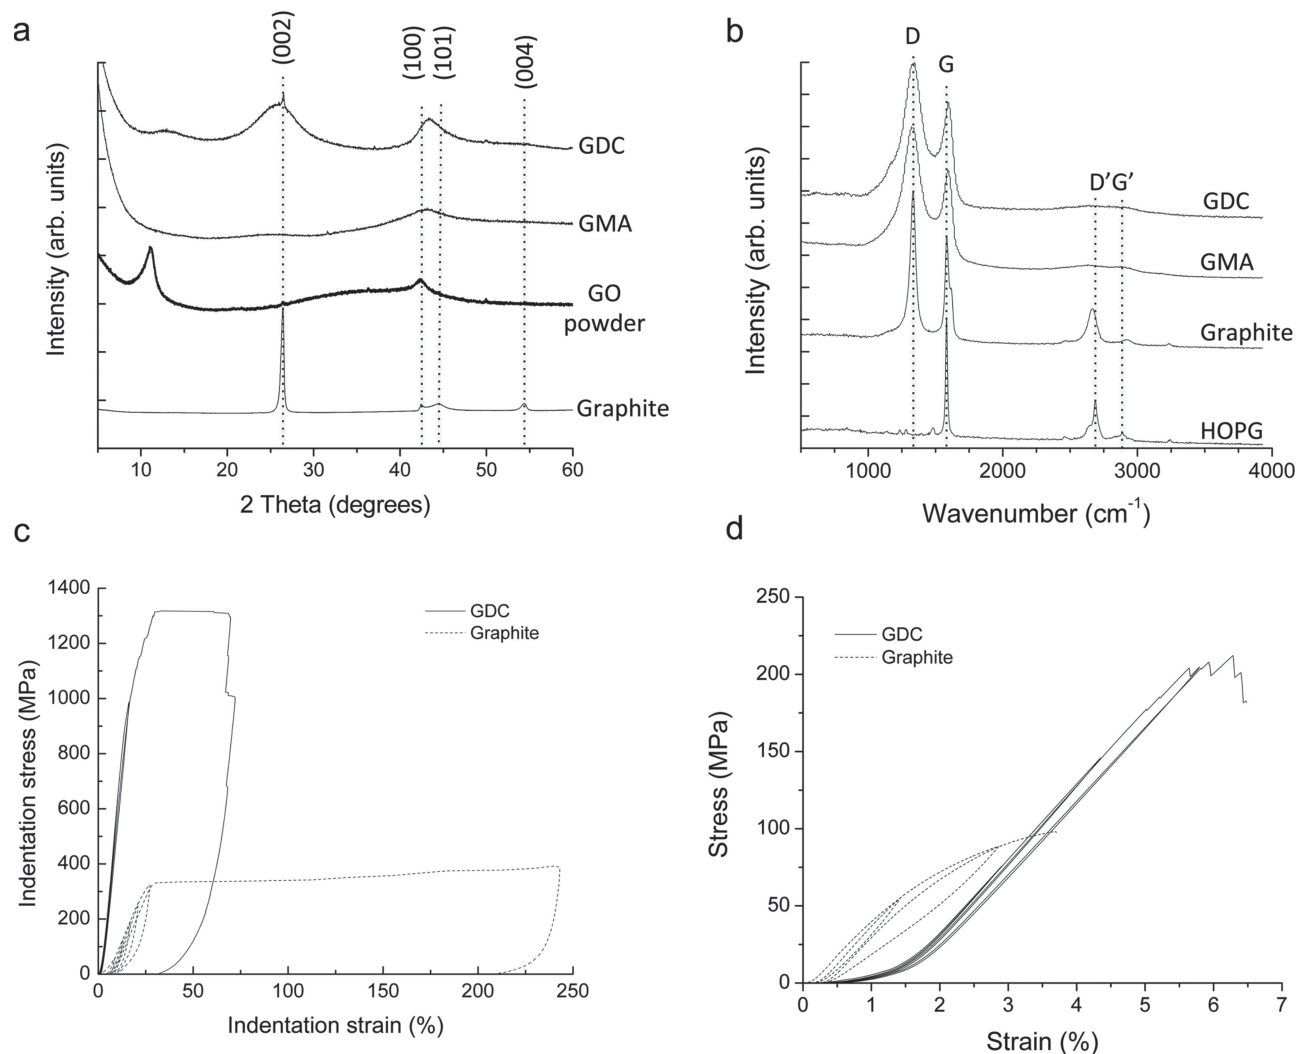 a
(002)
(100)
(101)
(004)
GDC
GMA
GO
powder
Graphite
Intensity (arb. units)
10 20 30 40 50 60
2 Theta (degrees)
b
D
G
D'G'
GDC
GMA
Graphite
HOPG
Intensity (arb. units)
1000 2000 3000 4000
Wavenumber (cm⁻¹)
c
1400
1200
1000
800
600
400
200
0
GDC
Graphite
Indentation stress (MPa)
0 50 100 150 200 250
Indentation strain (%)
d
250
200
150
100
50
0
GDC
Graphite
Stress (MPa)
0 1 2 3 4 5 6 7
Strain (%)